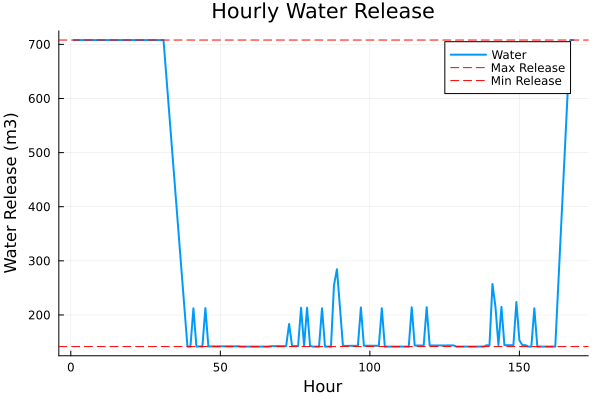 Hourly Water Release
Water Release (m3)
700
600
500
400
300
200
Water
Max Release
Min Release
0
50
100
150
Hour